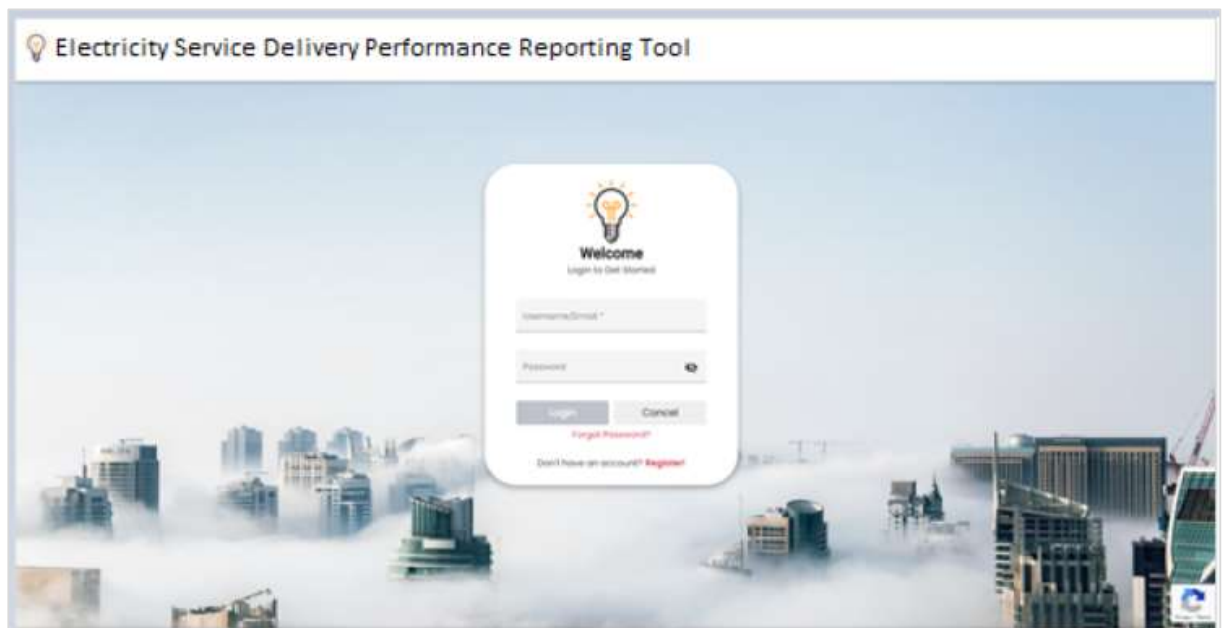 Electricity Service Delivery Performance Reporting Tool
Welcome
Login to Get Started
Username/Email *
Password
Login
Cancel
Forgot Password?
Don't have an account? Register!